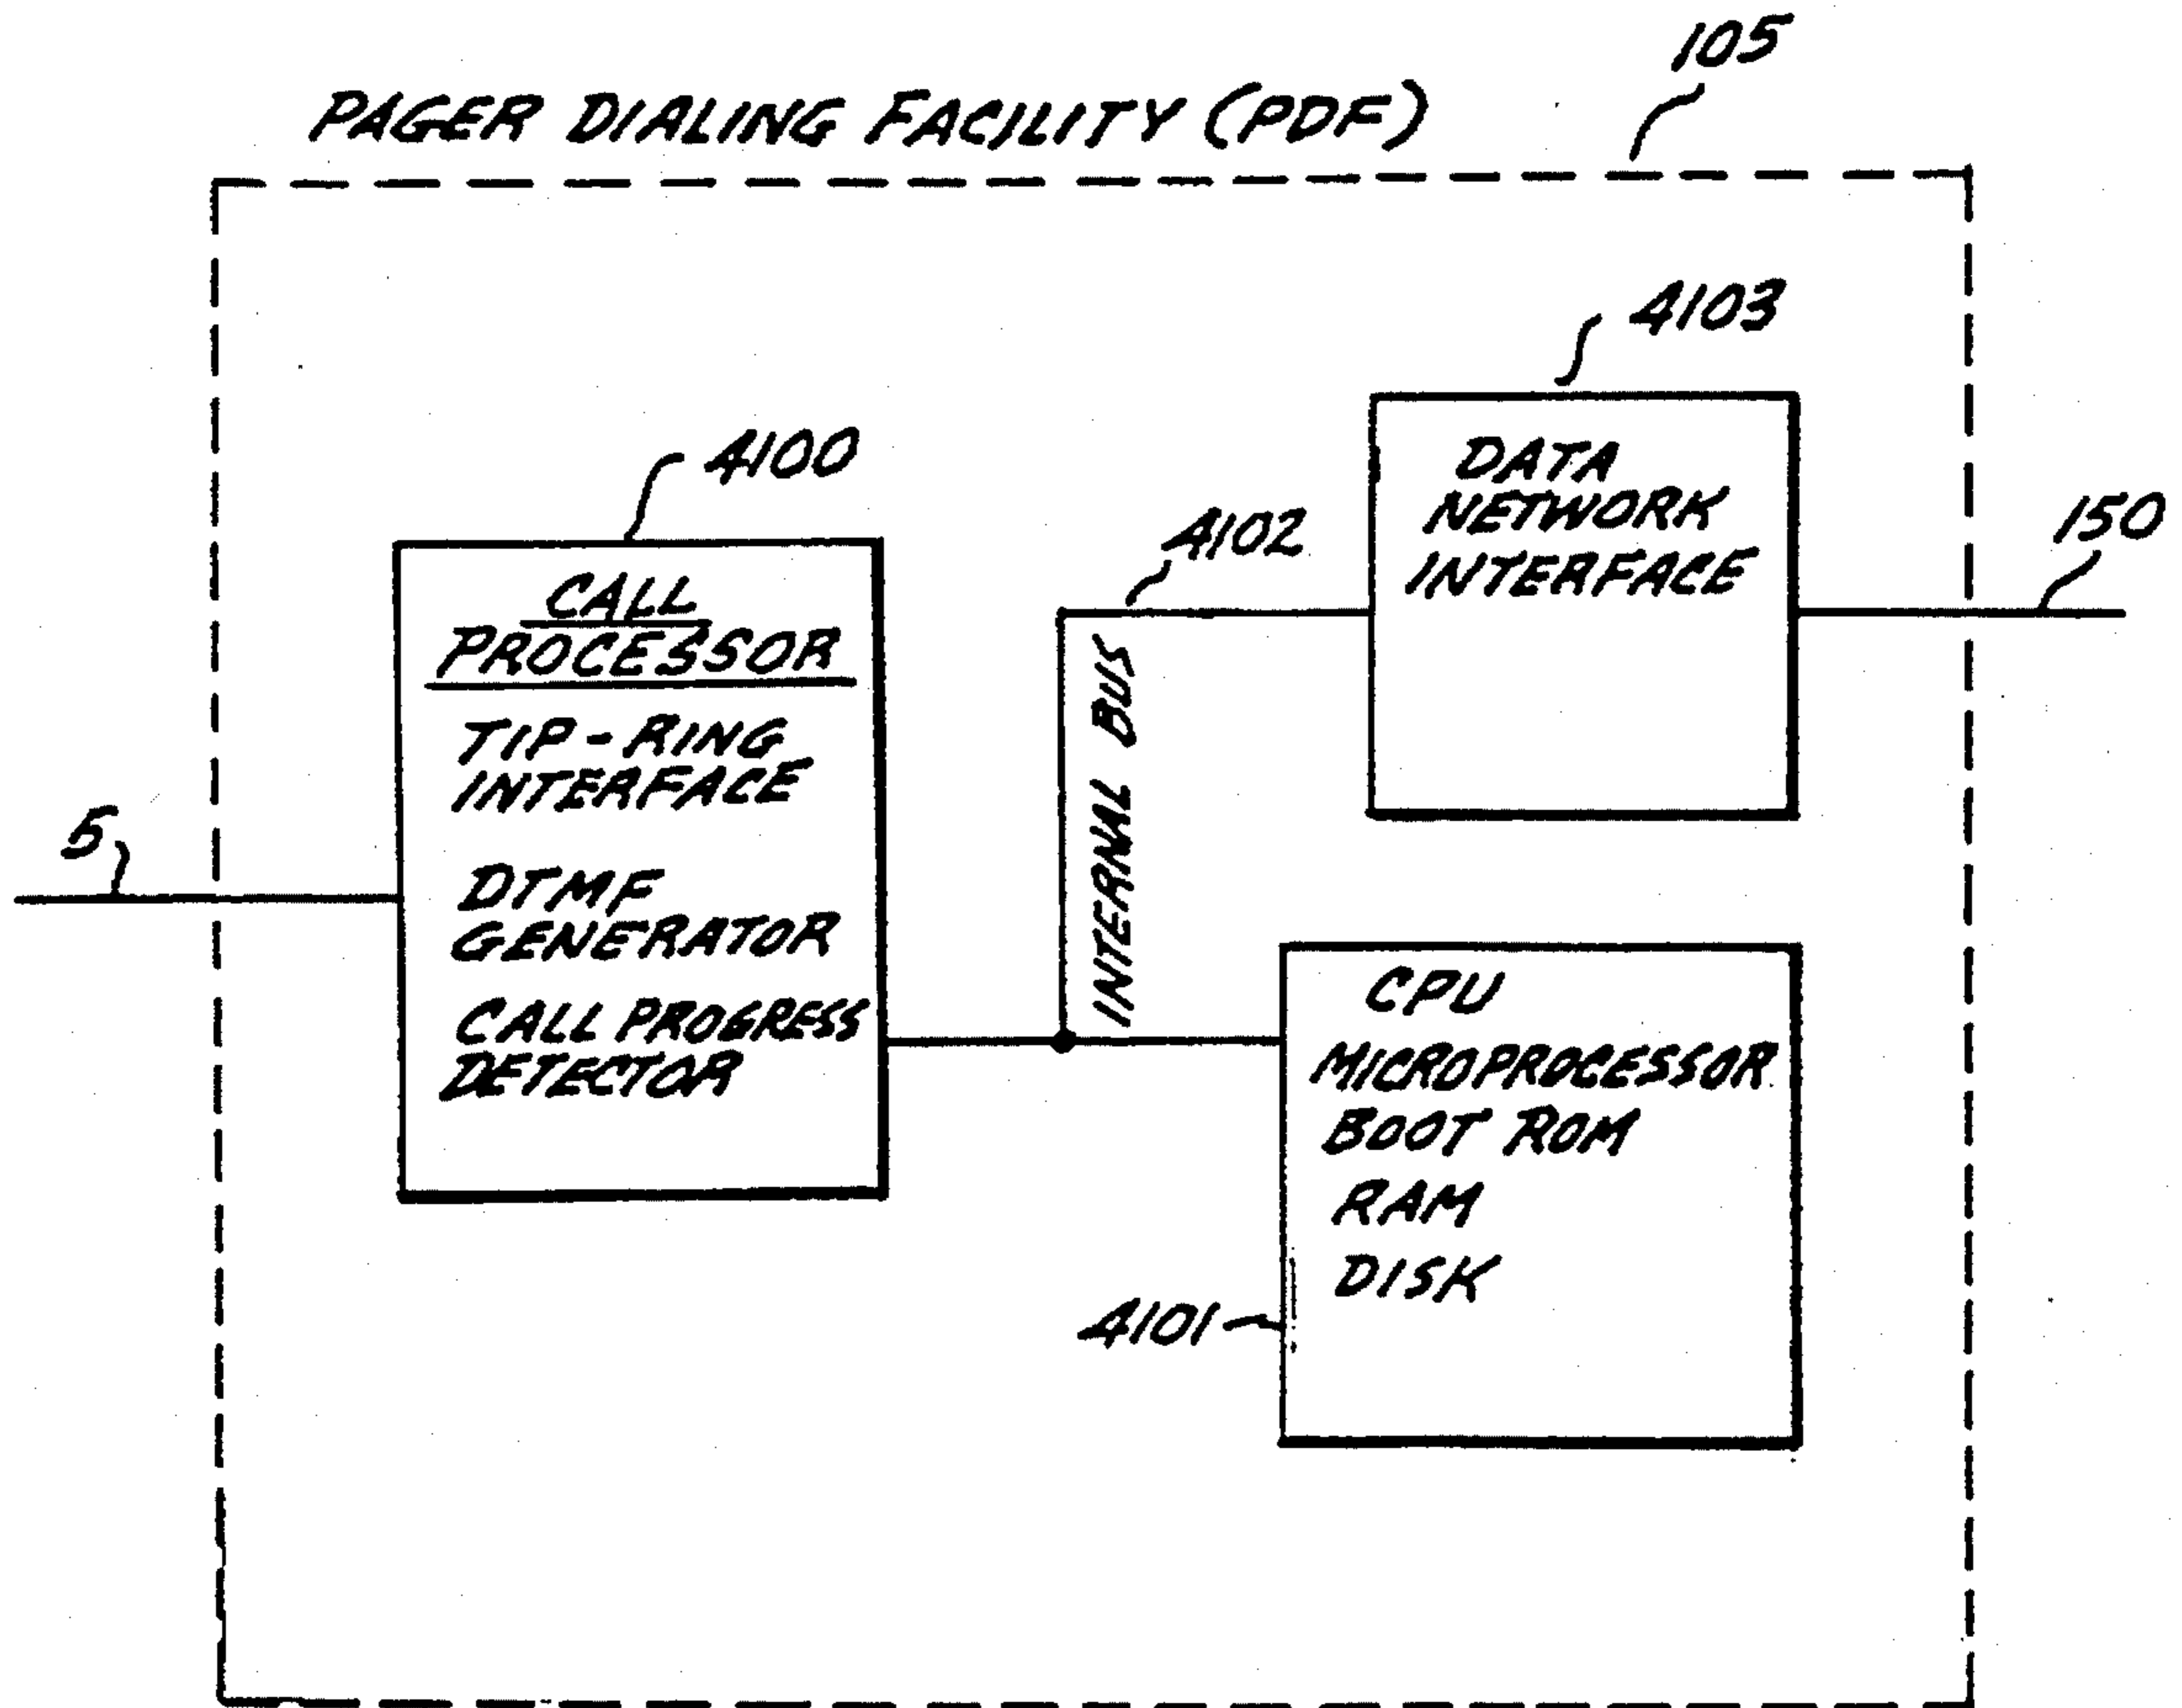 105
PAGER DIALING FACILITY (PDF)
4103
4100
DATA
NETWORK
INTERFACE
4102
150
CALL
PROCESSOR
TIP-RING
INTERFACE
DTMF
GENERATOR
CALL PROGRESS
DETECTOR
5
INTERNAL BUS
CPU
MICROPROCESSOR
BOOT ROM
RAM
DISK
4101